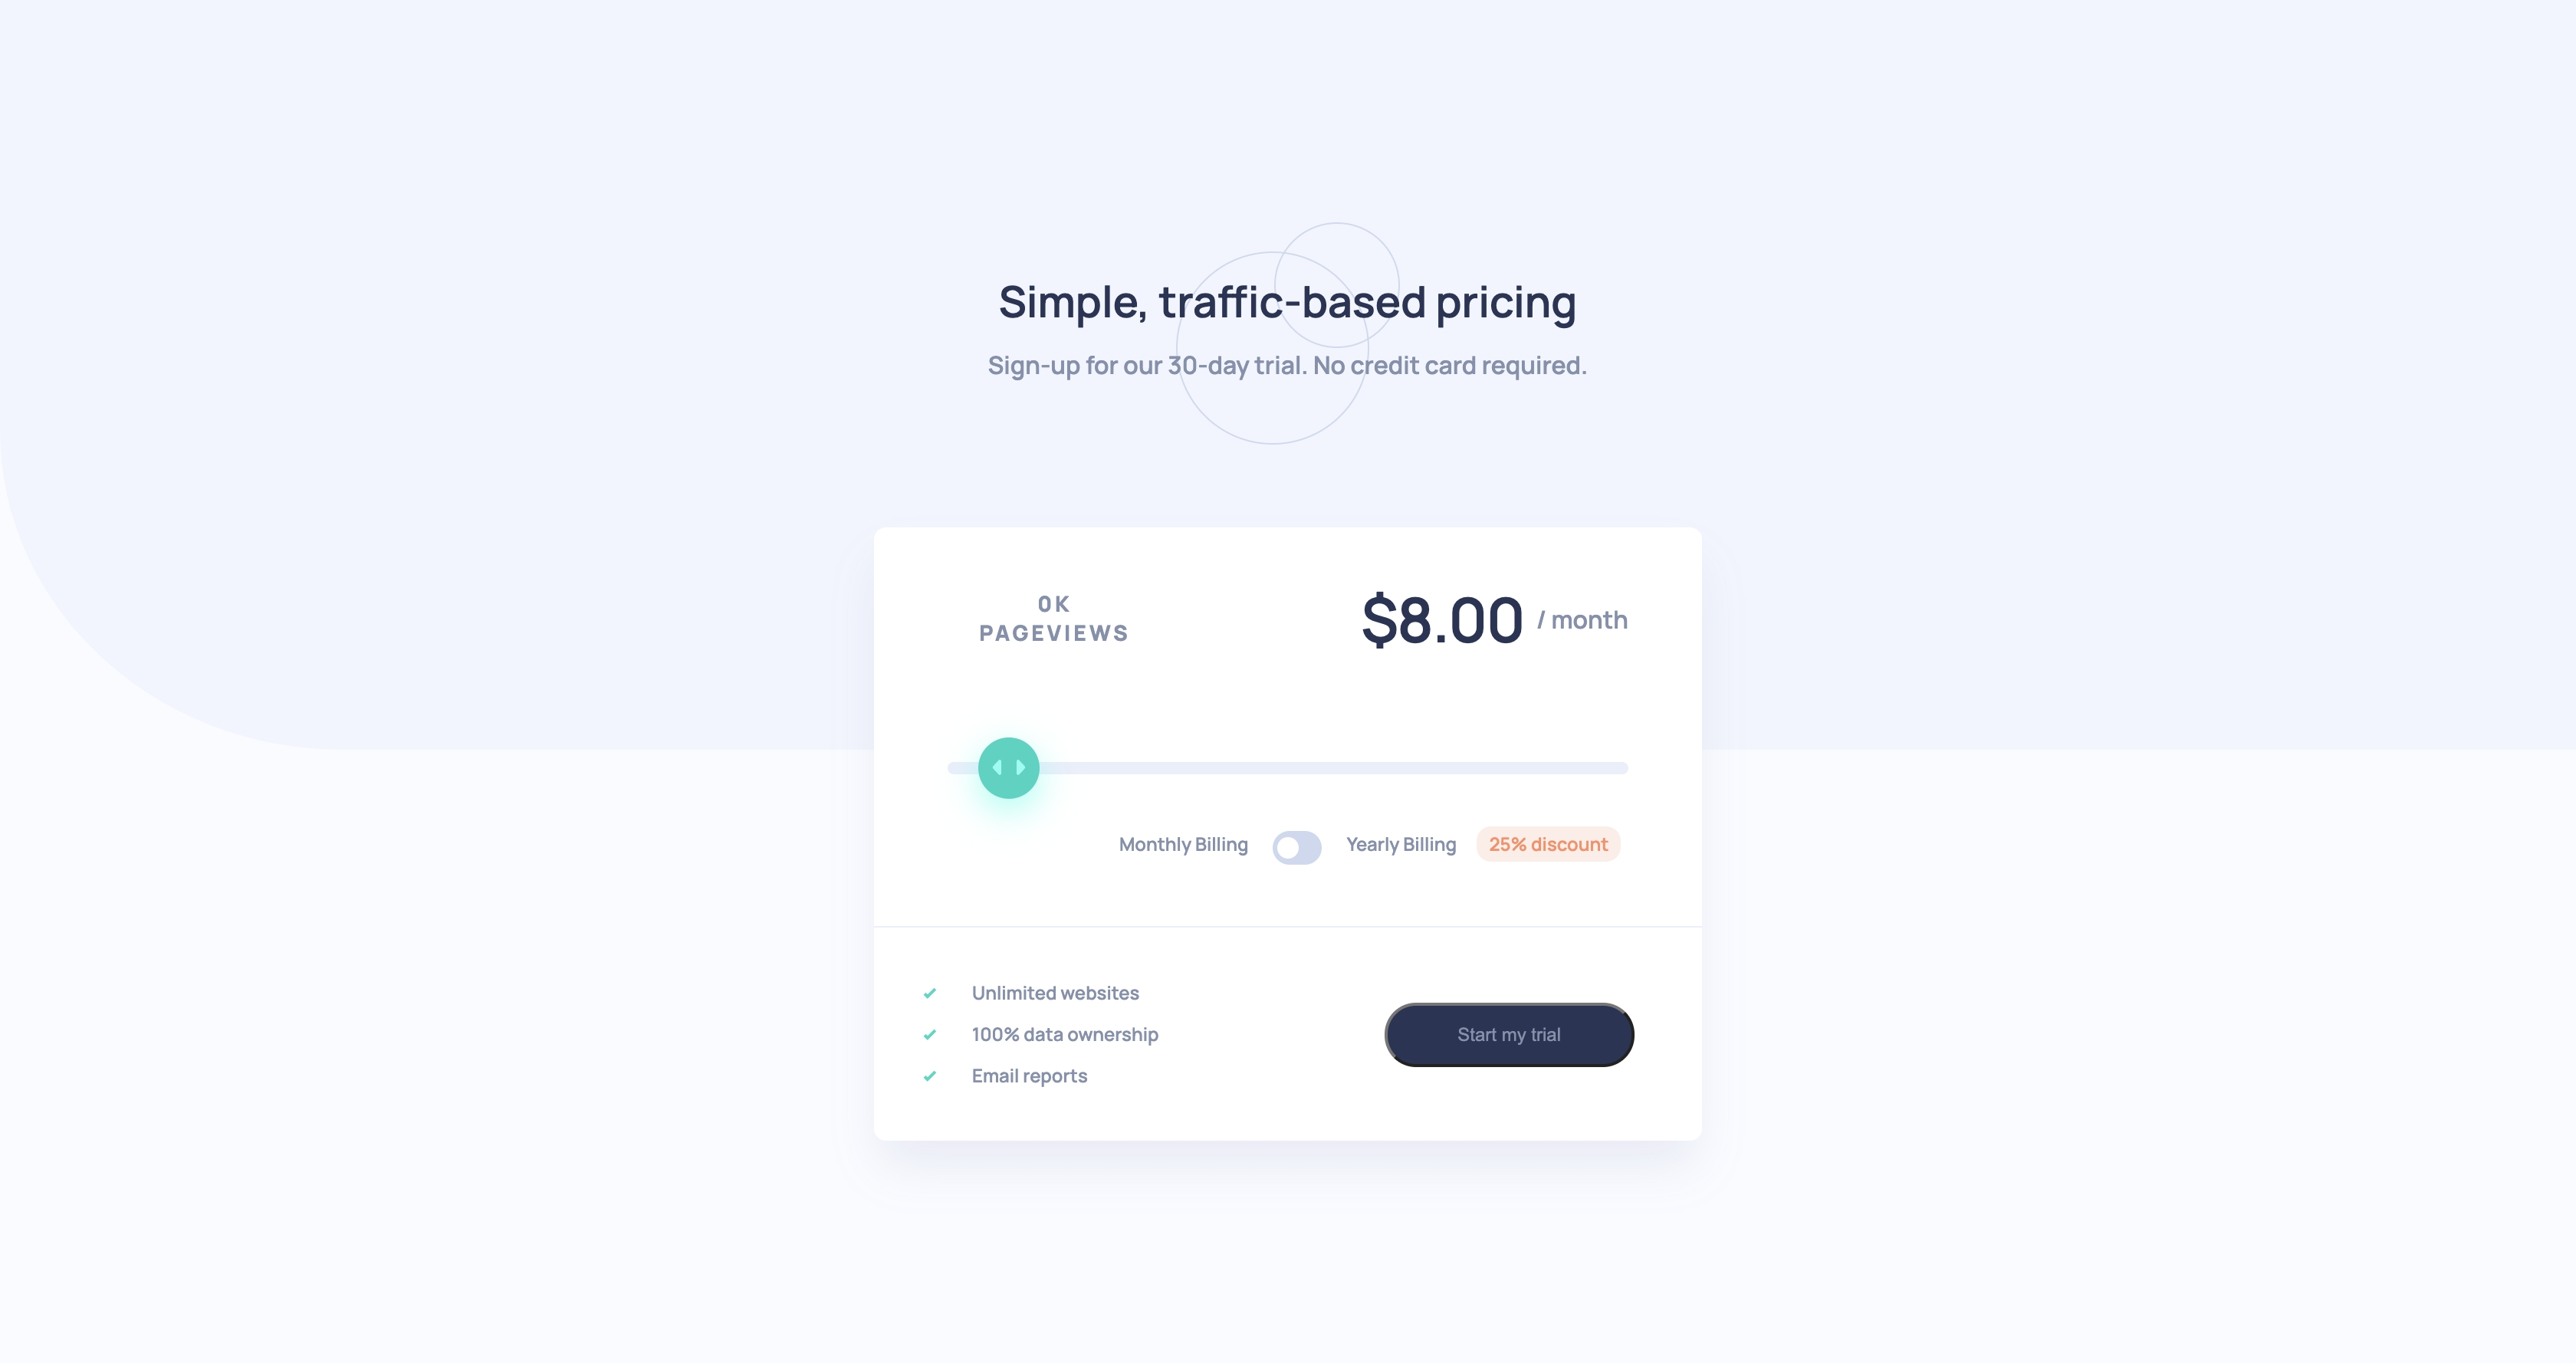 Simple, traffic-based pricing
Sign-up for our 30-day trial. No credit card required.
0K
PAGEVIEWS
$8.00 / month
Monthly Billing Yearly Billing 25% discount
Unlimited websites
100% data ownership
Email reports
Start my trial